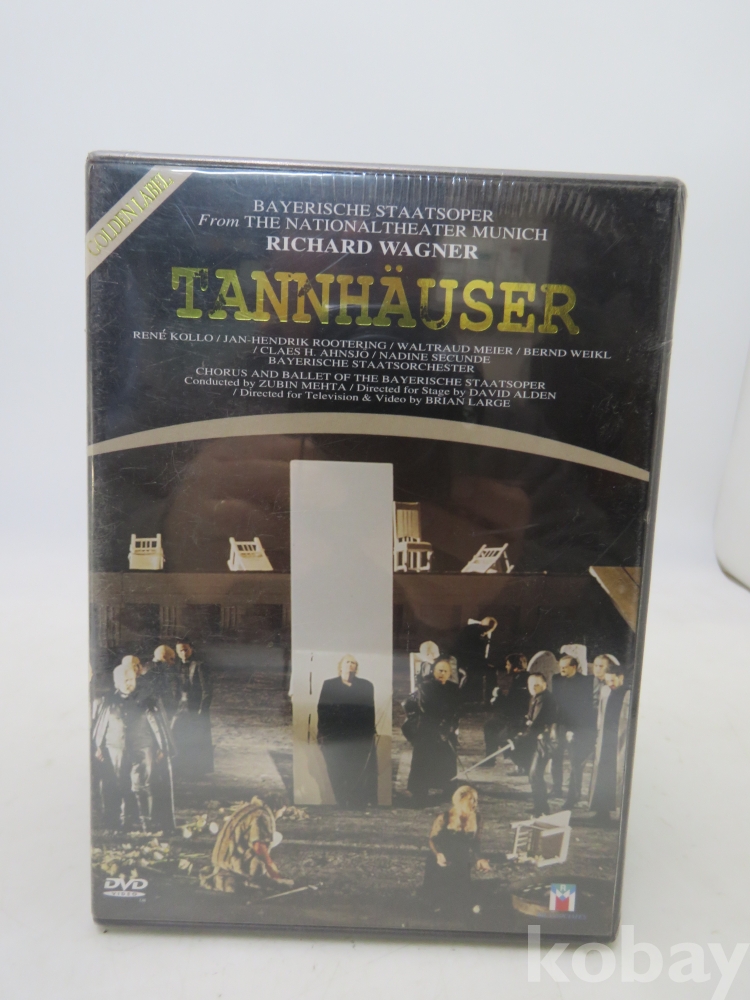 GOLDEN LABEL
BAYERISCHE STAATSOPER
From THE NATIONALTHEATER MUNICH
RICHARD WAGNER
TANNHÄUSER
RENÉ KOLLO / JAN-HENDRIK ROOTERING / WALTRAUD MEIER / BERND WEIKL
/ CLAES H. AHNSJO / NADINE SECUNDE
BAYERISCHE STAATSORCHESTER
CHORUS AND BALLET OF THE BAYERISCHE STAATSOPER
Conducted by ZUBIN MEHTA / Directed for Stage by DAVID ALDEN
/ Directed for Television & Video by BRIAN LARGE
DVD
VIDEO
kobay